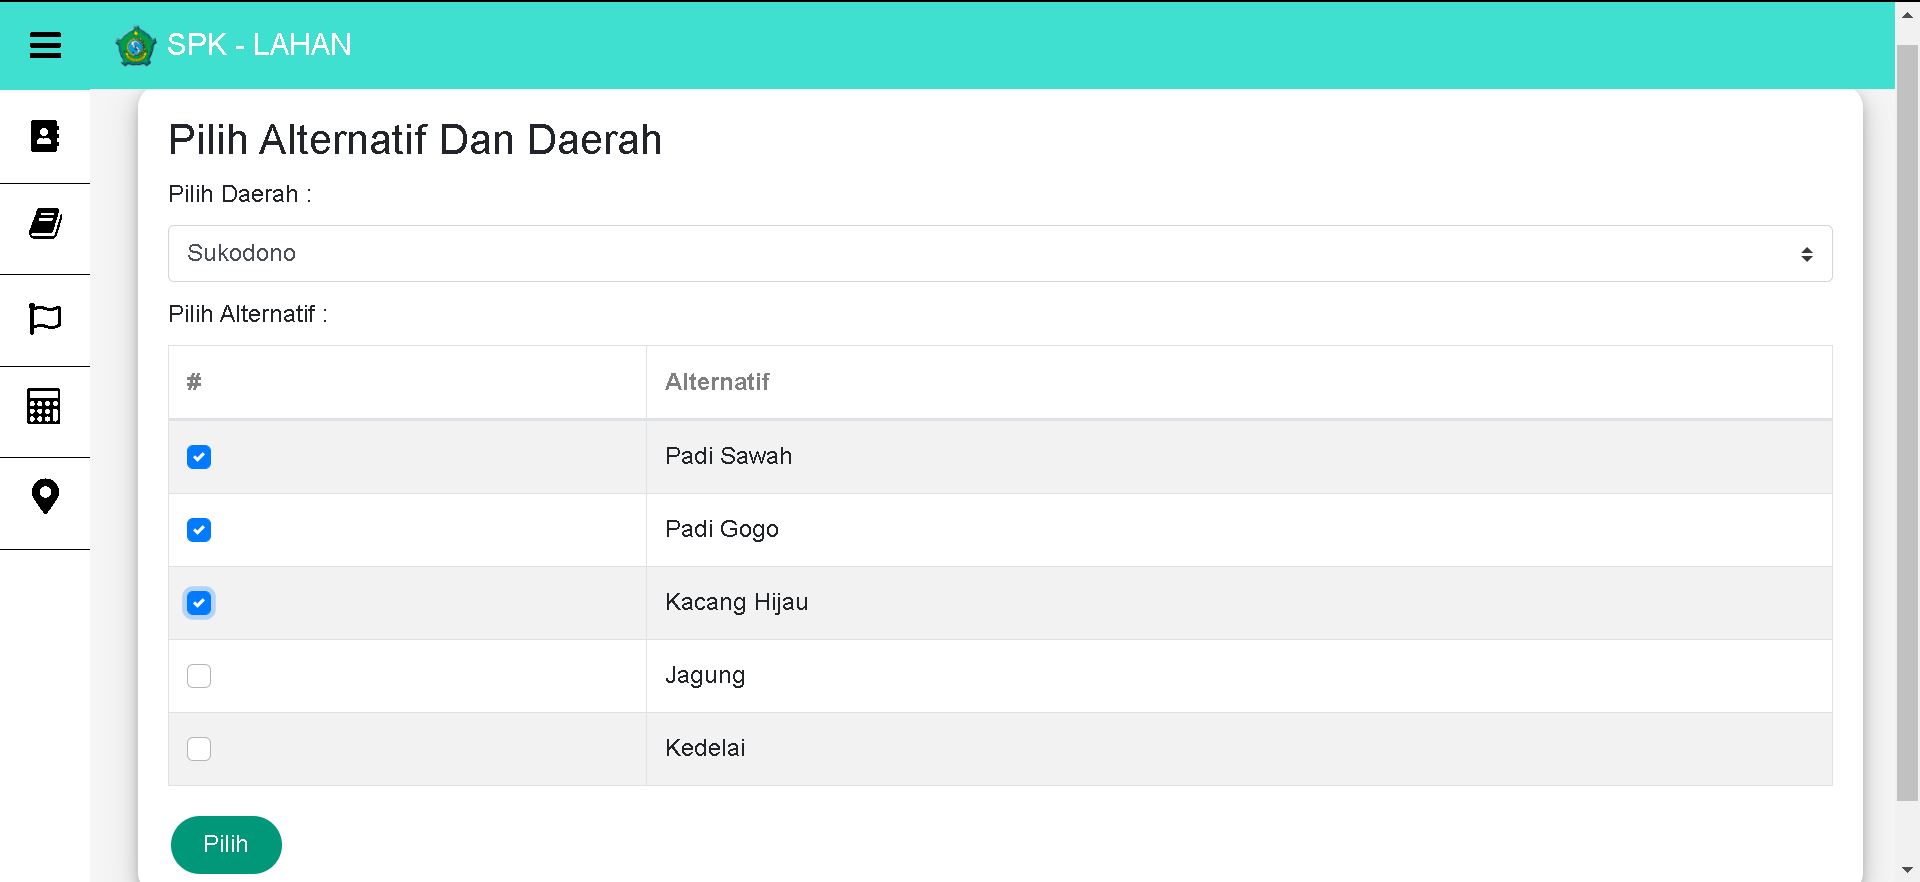 SPK - LAHAN
Pilih Alternatif Dan Daerah
Pilih Daerah :
Sukodono
Pilih Alternatif :
# Alternatif
Padi Sawah
Padi Gogo
Kacang Hijau
Jagung
Kedelai
Pilih